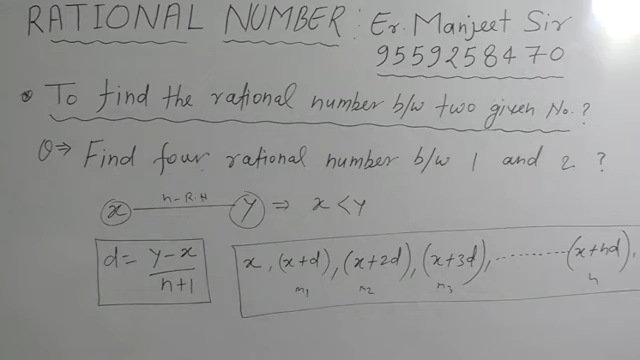 RATIONAL NUMBER : Er. Manjeet Sir
9559258470
To find the rational number b/w two given No. ?
Q⇒ Find four rational number b/w 1 and 2 ?
x n-RN y ⇒ x < y
d = y-x / n+1
x, (x+d), (x+2d), (x+3d), ......... (x+nd),
n1 n2 n3 n